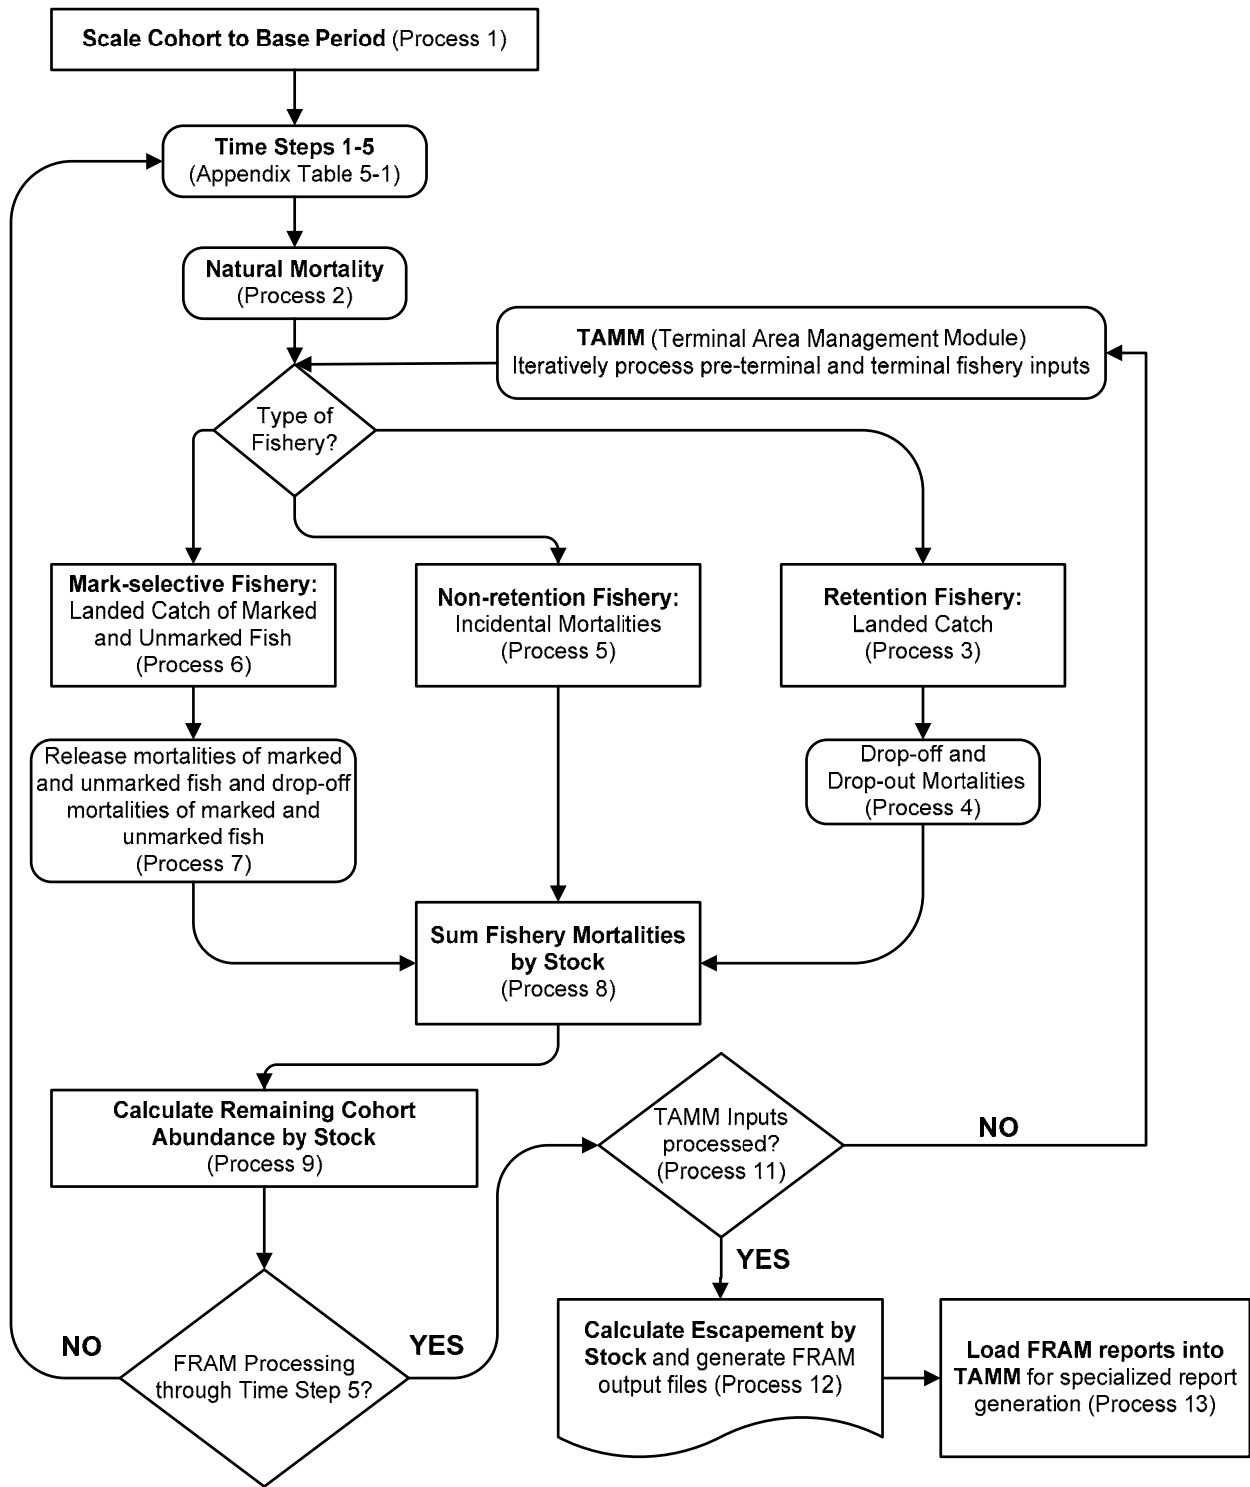 Scale Cohort to Base Period (Process 1)
Time Steps 1-5
(Appendix Table 5-1)
Natural Mortality
(Process 2)
TAMM (Terminal Area Management Module)
Iteratively process pre-terminal and terminal fishery inputs
Type of
Fishery?
Mark-selective Fishery:
Landed Catch of Marked
and Unmarked Fish
(Process 6)
Non-retention Fishery:
Incidental Mortalities
(Process 5)
Retention Fishery:
Landed Catch
(Process 3)
Release mortalities of marked
and unmarked fish and drop-off
mortalities of marked and
unmarked fish
(Process 7)
Drop-off and
Drop-out Mortalities
(Process 4)
Sum Fishery Mortalities
by Stock
(Process 8)
Calculate Remaining Cohort
Abundance by Stock
(Process 9)
TAMM Inputs
processed?
(Process 11)
NO
YES
FRAM Processing
through Time Step 5?
NO
YES
Calculate Escapement by
Stock and generate FRAM
output files (Process 12)
Load FRAM reports into
TAMM for specialized report
generation (Process 13)